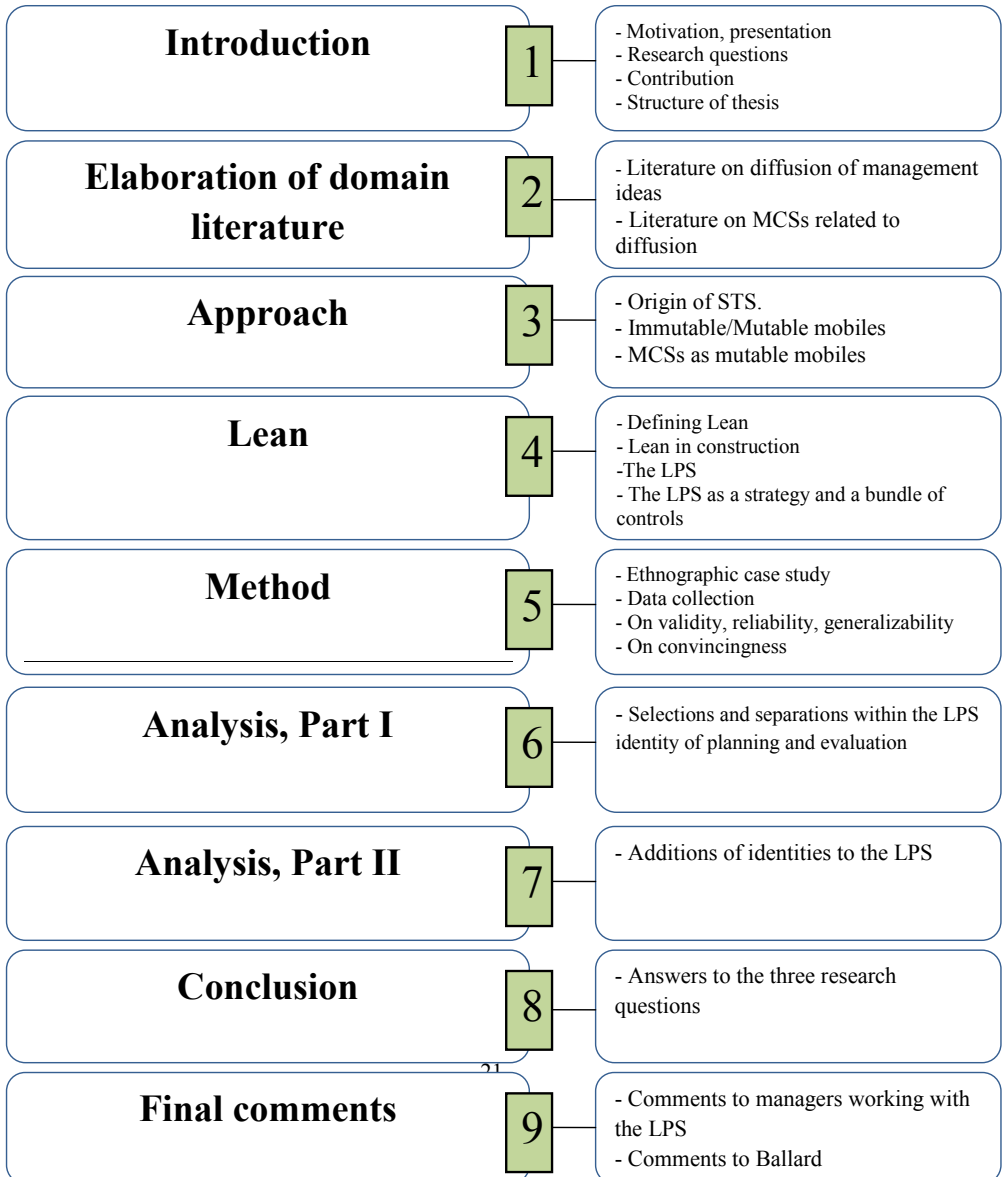 Introduction
1
- Motivation, presentation
- Research questions
- Contribution
- Structure of thesis
Elaboration of domain
literature
2
- Literature on diffusion of management
ideas
- Literature on MCSs related to
diffusion
Approach
3
- Origin of STS.
- Immutable/Mutable mobiles
- MCSs as mutable mobiles
Lean
4
- Defining Lean
- Lean in construction
-The LPS
- The LPS as a strategy and a bundle of
controls
Method
5
- Ethnographic case study
- Data collection
- On validity, reliability, generalizability
- On convincingness
Analysis, Part I
6
- Selections and separations within the LPS
identity of planning and evaluation
Analysis, Part II
7
- Additions of identities to the LPS
Conclusion
8
- Answers to the three research
questions
21
Final comments
9
- Comments to managers working with
the LPS
- Comments to Ballard